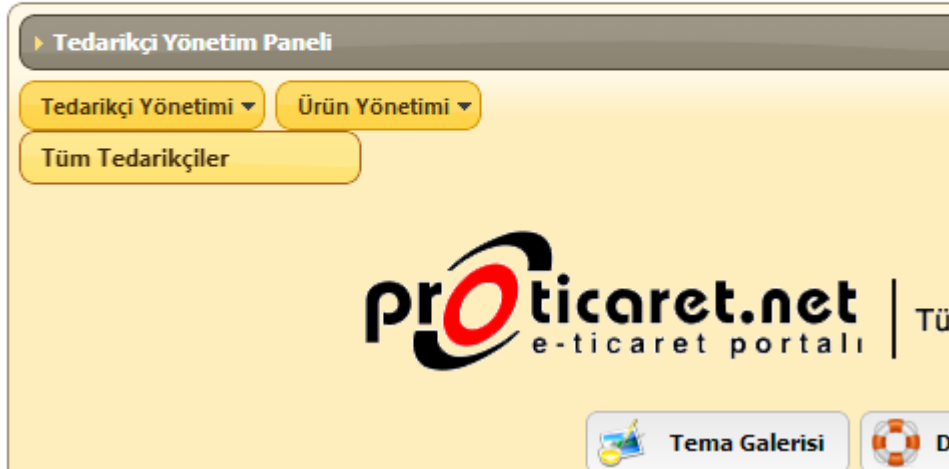 Tedarikçi Yönetim Paneli
Tedarikçi Yönetimi Ürün Yönetimi
Tüm Tedarikçiler
proticaret.net
e-ticaret portalı
Tema Galerisi